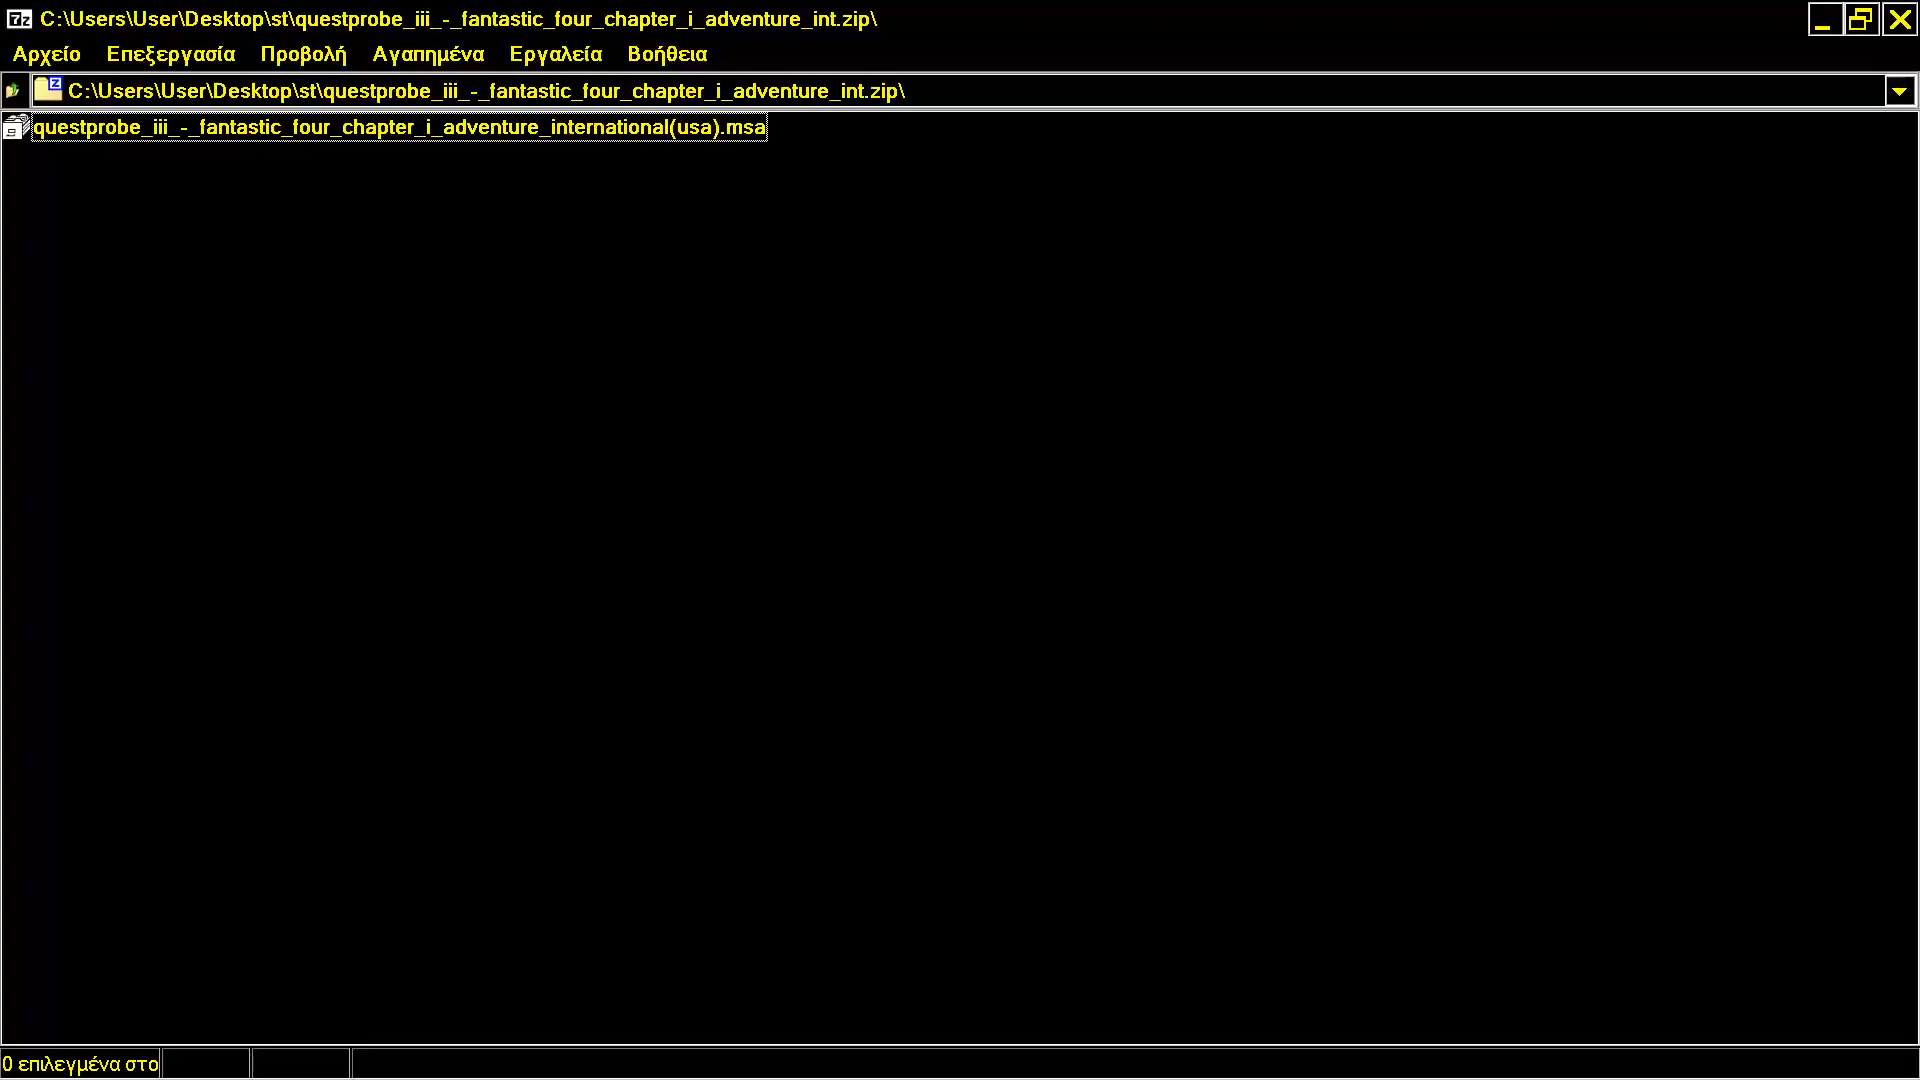 7z C:\Users\User\Desktop\st\questprobe_iii_-_fantastic_four_chapter_i_adventure_int.zip\
Αρχείο Επεξεργασία Προβολή Αγαπημένα Εργαλεία Βοήθεια
C:\Users\User\Desktop\st\questprobe_iii_-_fantastic_four_chapter_i_adventure_int.zip\
questprobe_iii_-_fantastic_four_chapter_i_adventure_international(usa).msa
0 επιλεγμένα στο